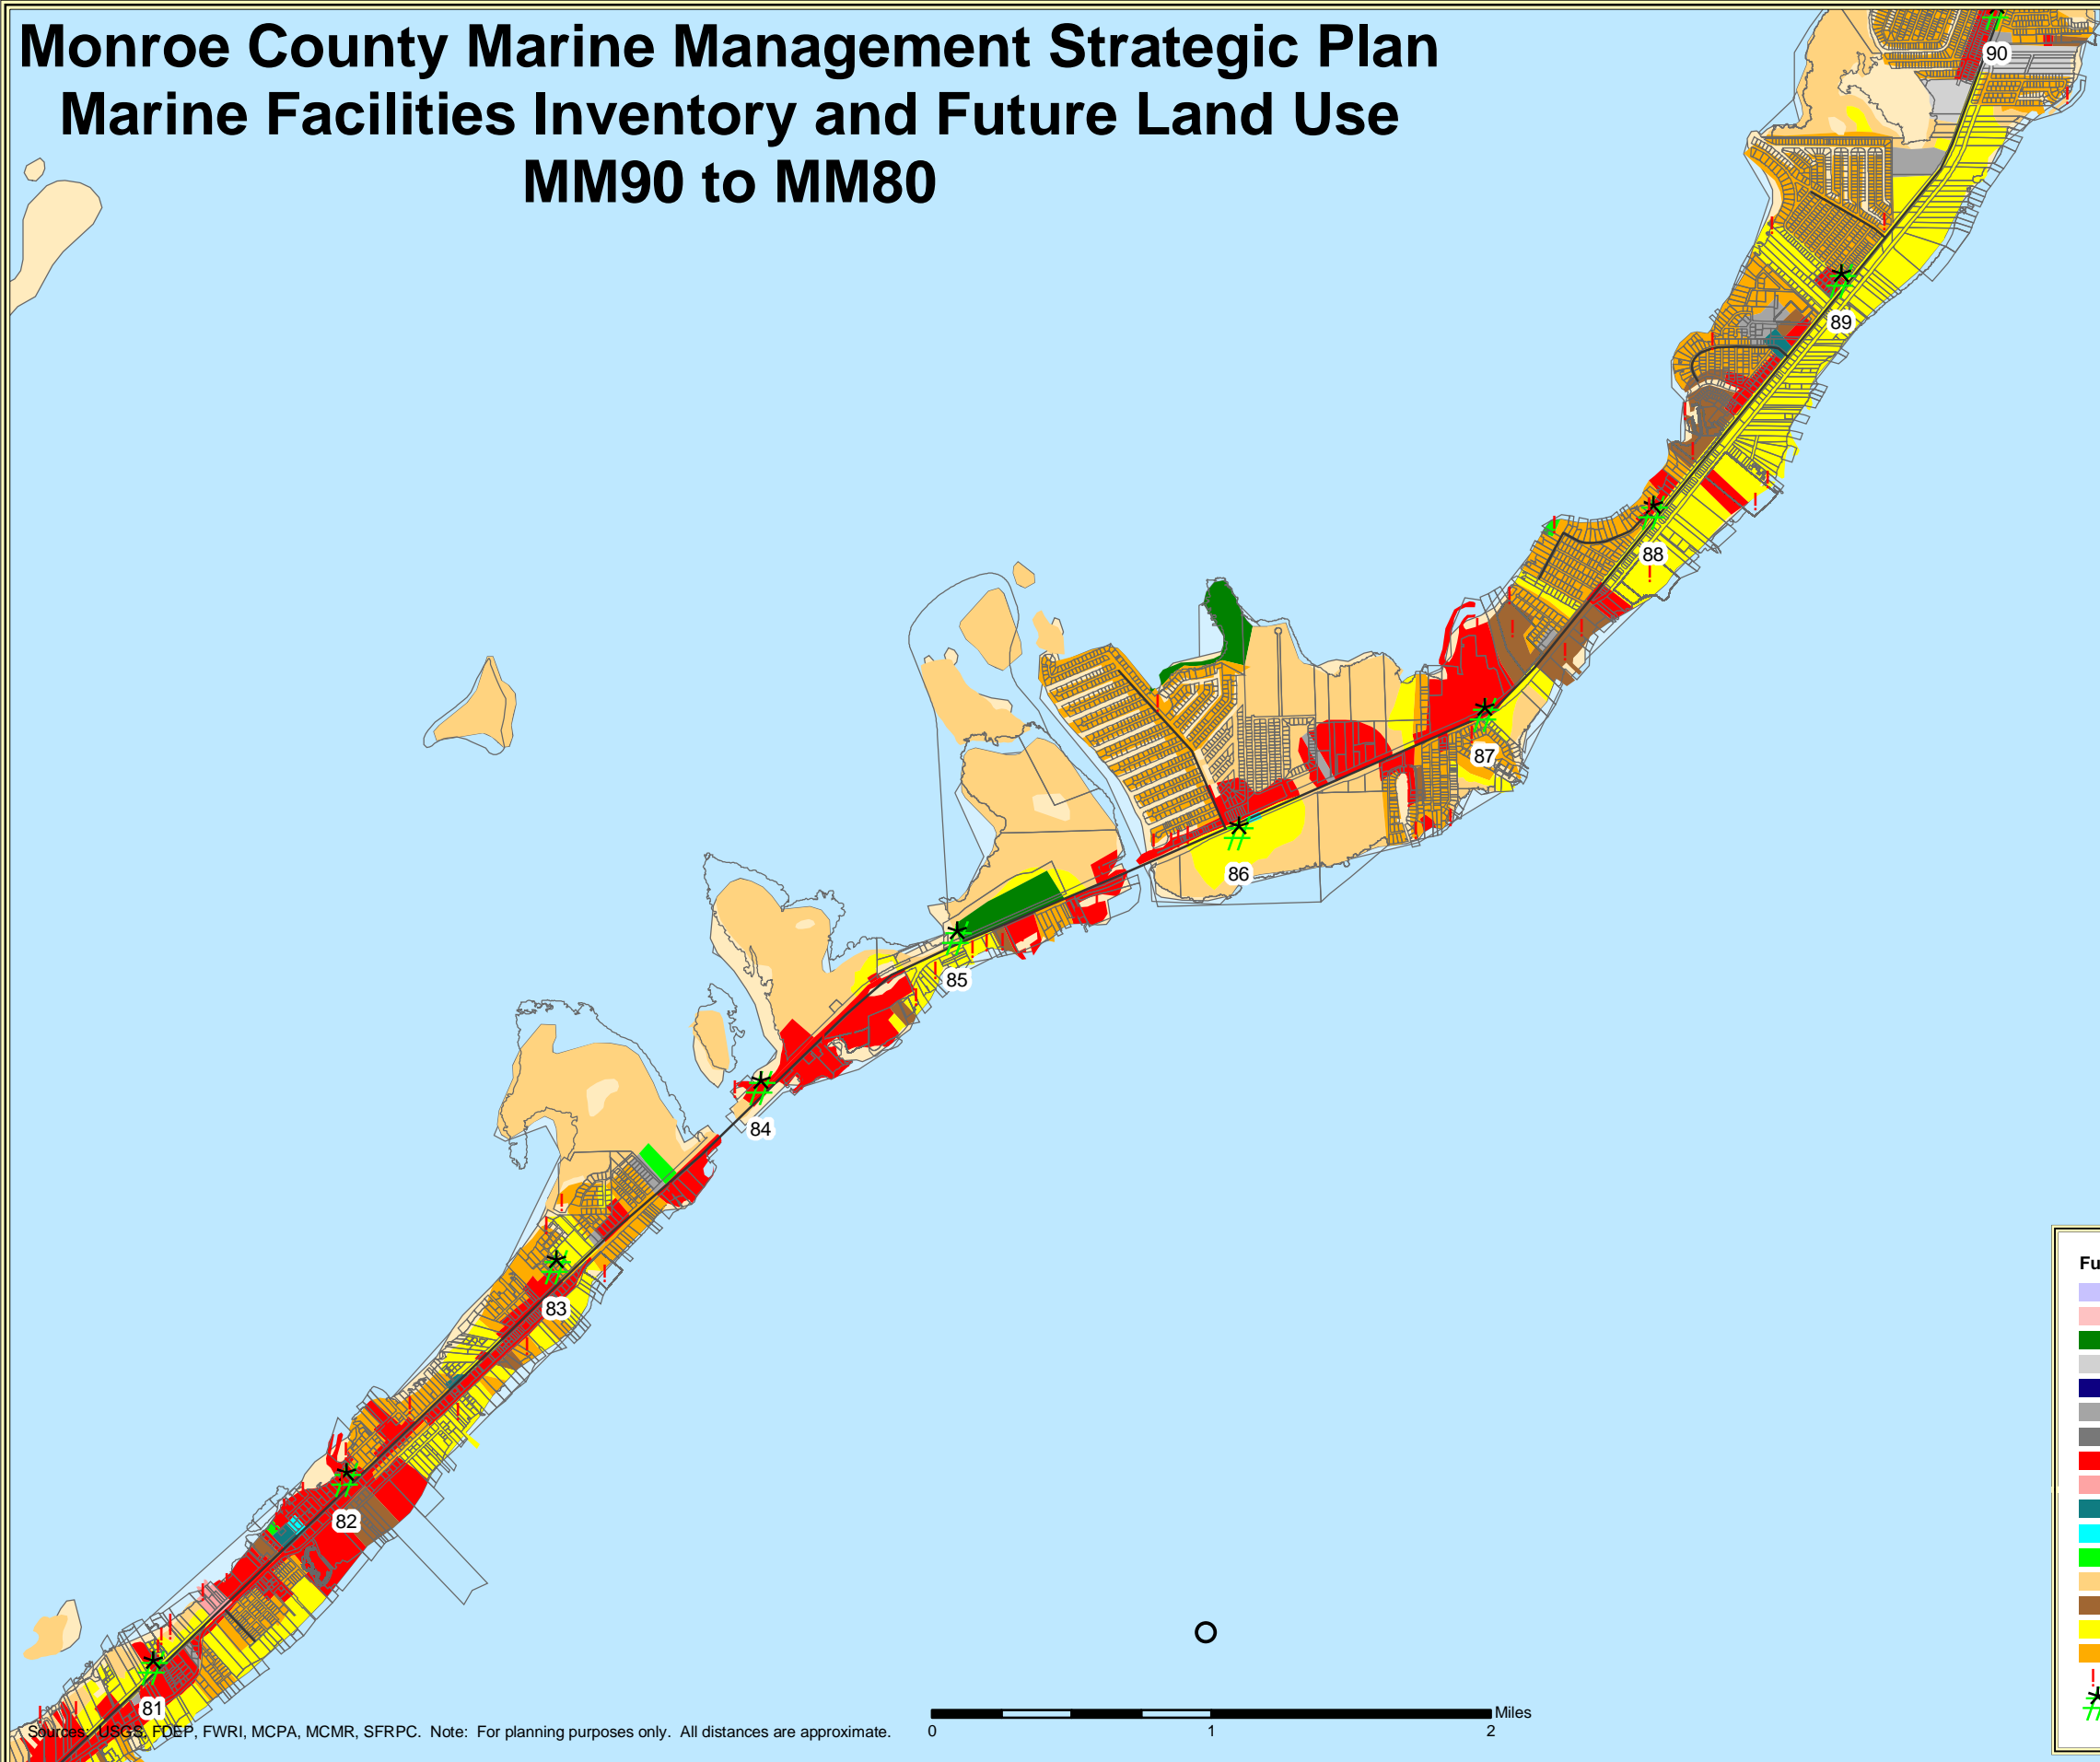 Monroe County Marine Management Strategic Plan
Marine Facilities Inventory and Future Land Use
MM90 to MM80
90
89
88
87
86
85
84
83
82
81
Fu
Miles
0 1 2
Sources: USGS, FDEP, FWRI, MCPA, MCMR, SFRPC. Note: For planning purposes only. All distances are approximate.